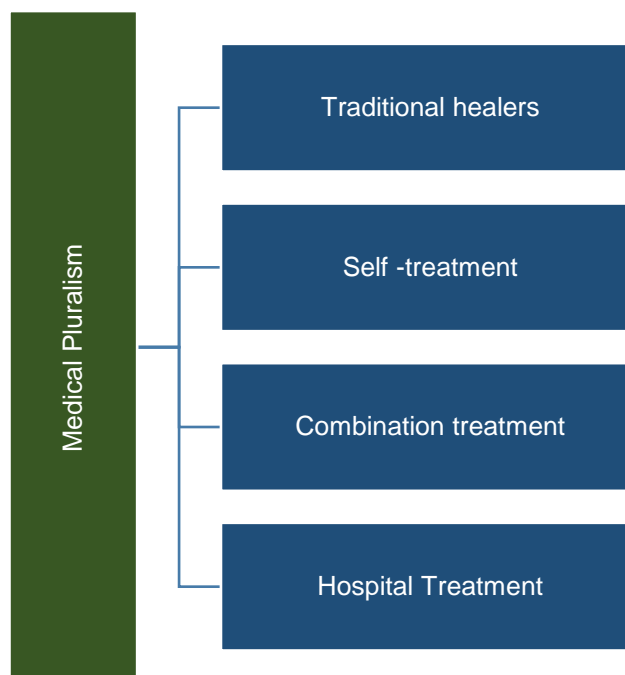 Medical Pluralism
Traditional healers
Self -treatment
Combination treatment
Hospital Treatment